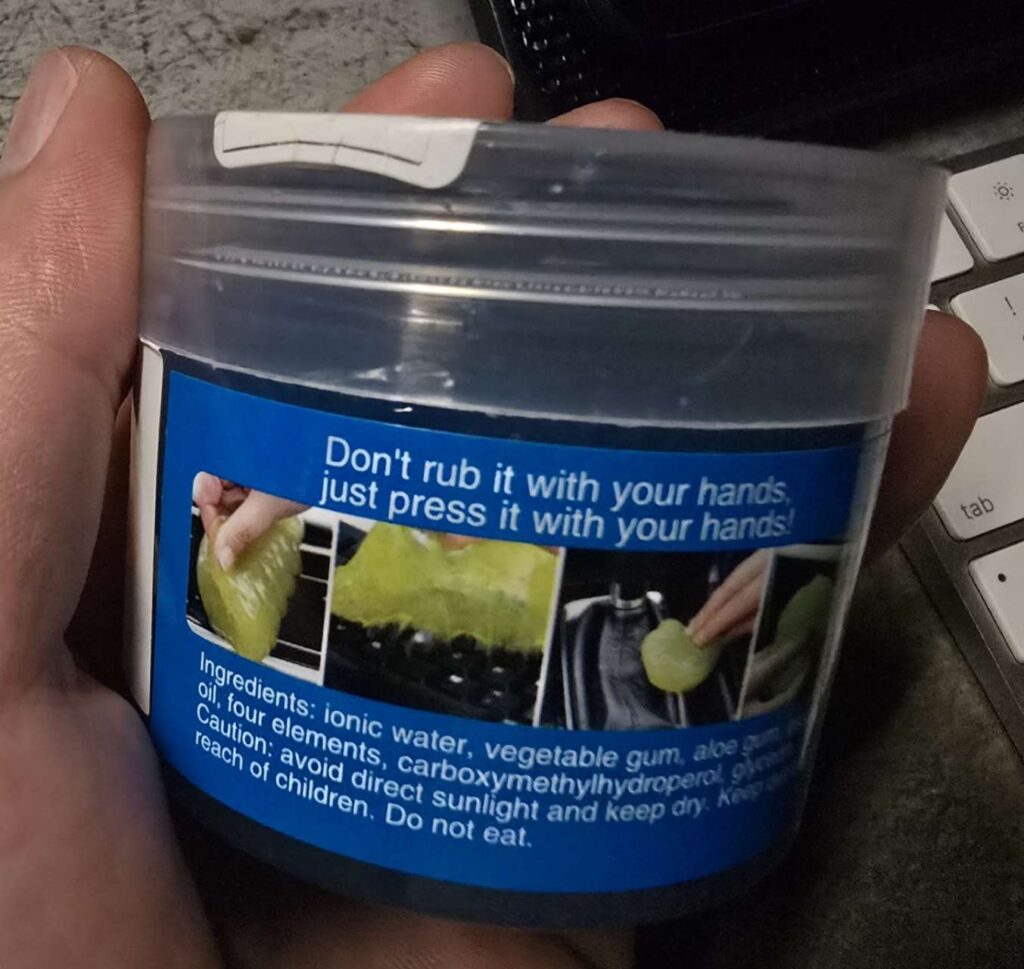 Don't rub it with your hands,
just press it with your hands!
Ingredients: ionic water, vegetable gum, aloe gum,
oil, four elements, carboxymethylhydroperol,
Caution: avoid direct sunlight and keep dry. Keep
reach of children. Do not eat.
!
tab